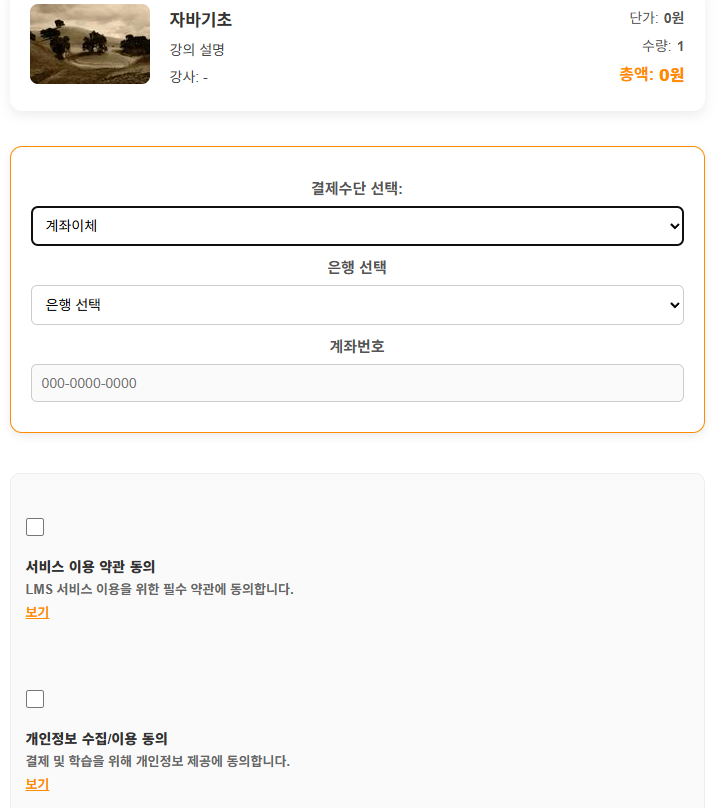 자바기초
강의 설명
강사: -
단가: 0원
수량: 1
총액: 0원
결제수단 선택:
계좌이체
은행 선택
은행 선택
계좌번호
000-0000-0000
서비스 이용 약관 동의
LMS 서비스 이용을 위한 필수 약관에 동의합니다.
보기
개인정보 수집/이용 동의
결제 및 학습을 위해 개인정보 제공에 동의합니다.
보기